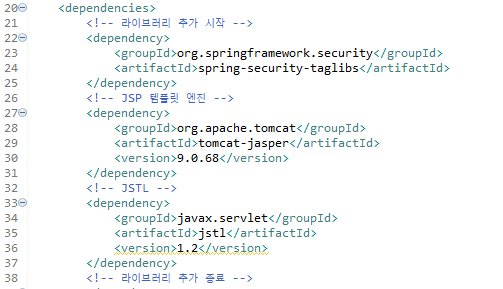 20 <dependencies>
21 <!-- 라이브러리 추가 시작 -->
22 <dependency>
23 <groupId>org.springframework.security</groupId>
24 <artifactId>spring-security-taglibs</artifactId>
25 </dependency>
26 <!-- JSP 템플릿 엔진 -->
27 <dependency>
28 <groupId>org.apache.tomcat</groupId>
29 <artifactId>tomcat-jasper</artifactId>
30 <version>9.0.68</version>
31 </dependency>
32 <!-- JSTL -->
33 <dependency>
34 <groupId>javax.servlet</groupId>
35 <artifactId>jstl</artifactId>
36 <version>1.2</version>
37 </dependency>
38 <!-- 라이브러리 추가 종료 -->